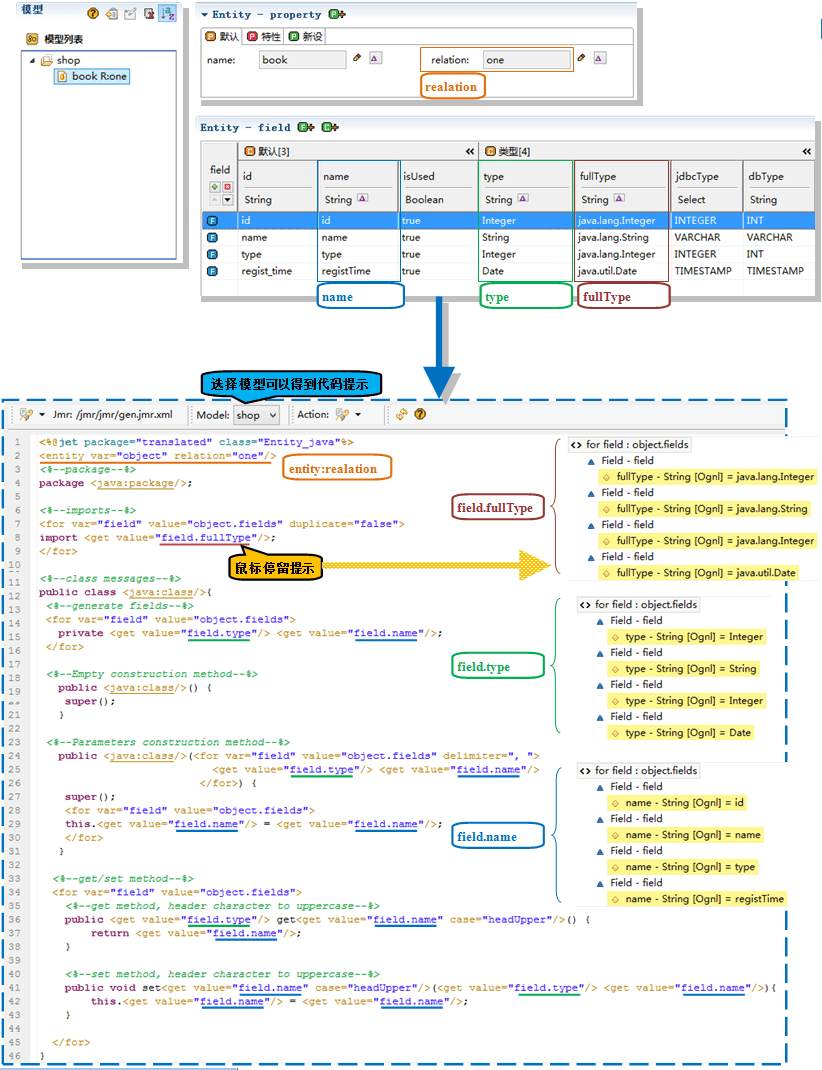 模型
模型列表
shop
book R:one
Entity - property
默认 特性 新设
name: book relation: one
realation
Entity - field
默认[3] 类型[4]
field id name isUsed type fullType jdbcType dbType
String String Boolean String String Select String
id id true Integer java.lang.Integer INTEGER INT
name name true String java.lang.String VARCHAR VARCHAR
type type true Integer java.lang.Integer INTEGER INT
regist_time registTime true Date java.util.Date TIMESTAMP TIMESTAMP
name type fullType
选择模型可以得到代码提示
Jmr: /jmr/jmr/gen.jmr.xml Model: shop Action:
1 <%@jet package="translated" class="Entity_java"%>
2 <entity var="object" relation="one"/>
3 <%--package--%>
4 package <java:package/>;
5
6 <%--imports--%>
7 <for var="field" value="object.fields" duplicate="false">
8 import <get value="field.fullType"/>;
9 </for>
10
11 <%--class messages--%>
12 public class <java:class/>{
13 <%--generate fields--%>
14 <for var="field" value="object.fields">
15 private <get value="field.type"/> <get value="field.name"/>;
16 </for>
17
18 <%--Empty construction method--%>
19 public <java:class/>() {
super();
21 }
22
23 <%--Parameters construction method--%>
24 public <java:class/>(<for var="field" value="object.fields" delimiter=", ">
25 <get value="field.type"/> <get value="field.name"/>
26 </for>) {
27 super();
28 <for var="field" value="object.fields">
29 this.<get value="field.name"/> = <get value="field.name"/>;
30 </for>
31 }
32
33 <%--get/set method--%>
34 <for var="field" value="object.fields">
35 <%--get method, header character to uppercase--%>
36 public <get value="field.type"/> get<get value="field.name" case="headUpper"/>() {
37 return <get value="field.name"/>;
38 }
39
40 <%--set method, header character to uppercase--%>
41 public void set<get value="field.name" case="headUpper"/>(<get value="field.type"/> <get value="field.name"/>){
42 this.<get value="field.name"/> = <get value="field.name"/>;
43 }
44
45 </for>
46 }
entity:realation
鼠标停留提示
field.fullType
<> for field : object.fields
Field - field
fullType - String [Ognl] = java.lang.Integer
Field - field
fullType - String [Ognl] = java.lang.String
Field - field
fullType - String [Ognl] = java.lang.Integer
Field - field
fullType - String [Ognl] = java.util.Date
field.type
<> for field : object.fields
Field - field
type - String [Ognl] = Integer
Field - field
type - String [Ognl] = String
Field - field
type - String [Ognl] = Integer
Field - field
type - String [Ognl] = Date
field.name
<> for field : object.fields
Field - field
name - String [Ognl] = id
Field - field
name - String [Ognl] = name
Field - field
name - String [Ognl] = type
Field - field
name - String [Ognl] = registTime